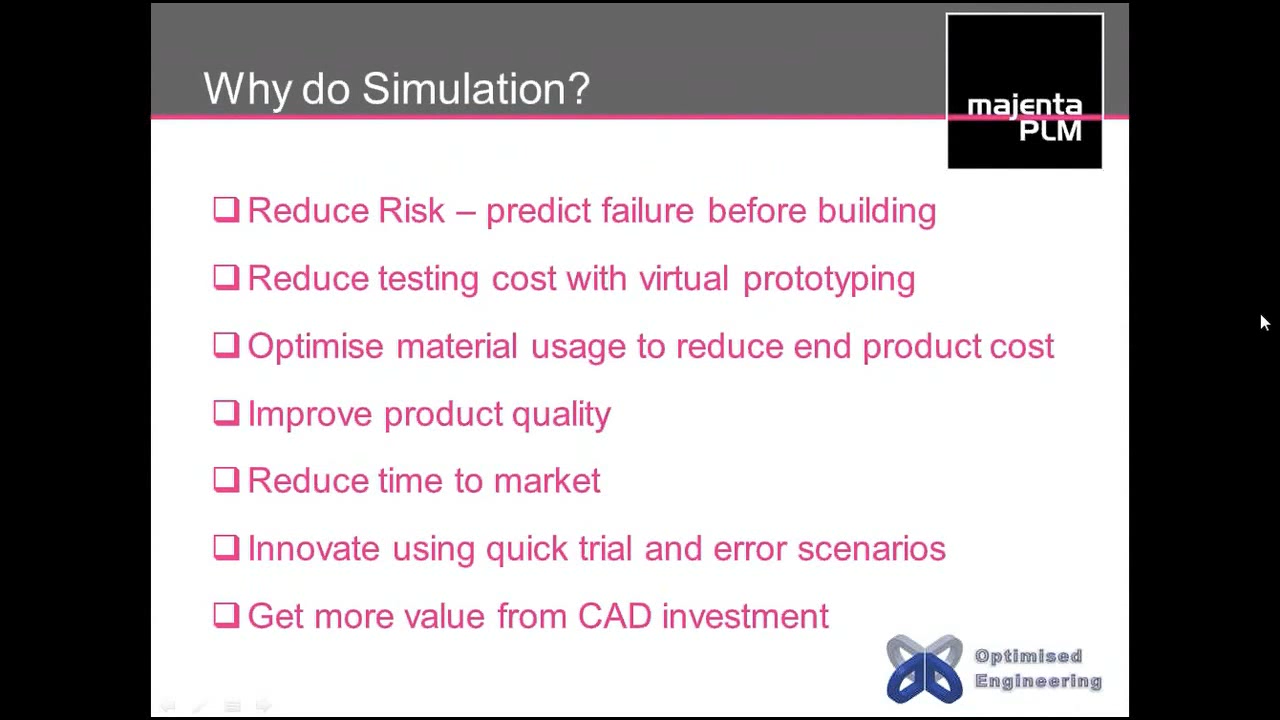 Why do Simulation?
majenta
PLM
Reduce Risk – predict failure before building
Reduce testing cost with virtual prototyping
Optimise material usage to reduce end product cost
Improve product quality
Reduce time to market
Innovate using quick trial and error scenarios
Get more value from CAD investment
Optimised
Engineering